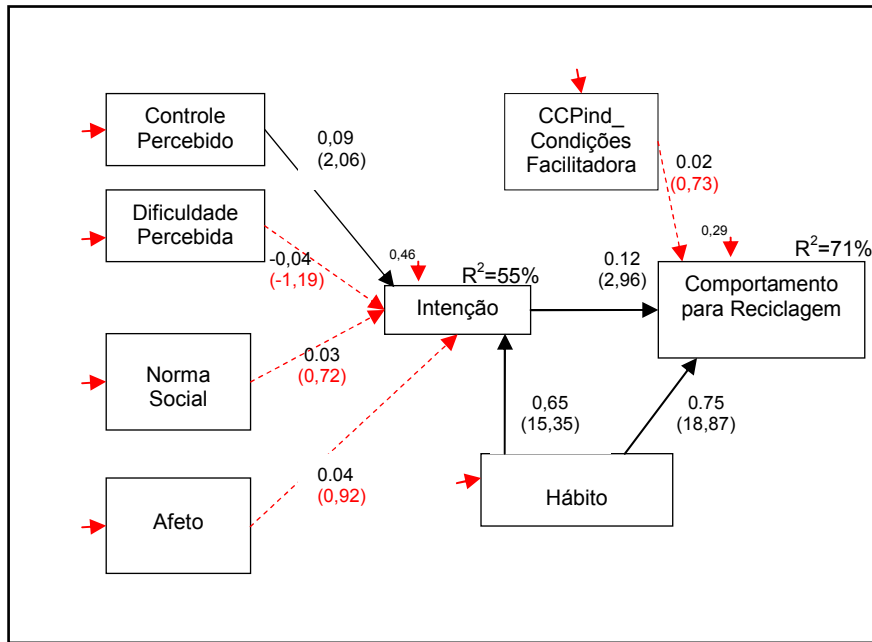 Controle
Percebido
0,09
(2,06)
CCPind_
Condições
Facilitadora
0.02
(0,73)
Dificuldade
Percebida
-0,04
(-1,19)
0,46
R²=55%
Intenção
0.12
(2,96)
0,29
R²=71%
Comportamento
para Reciclagem
Norma
Social
0.03
(0,72)
0,65
(15,35)
0.75
(18,87)
Afeto
0.04
(0,92)
Hábito